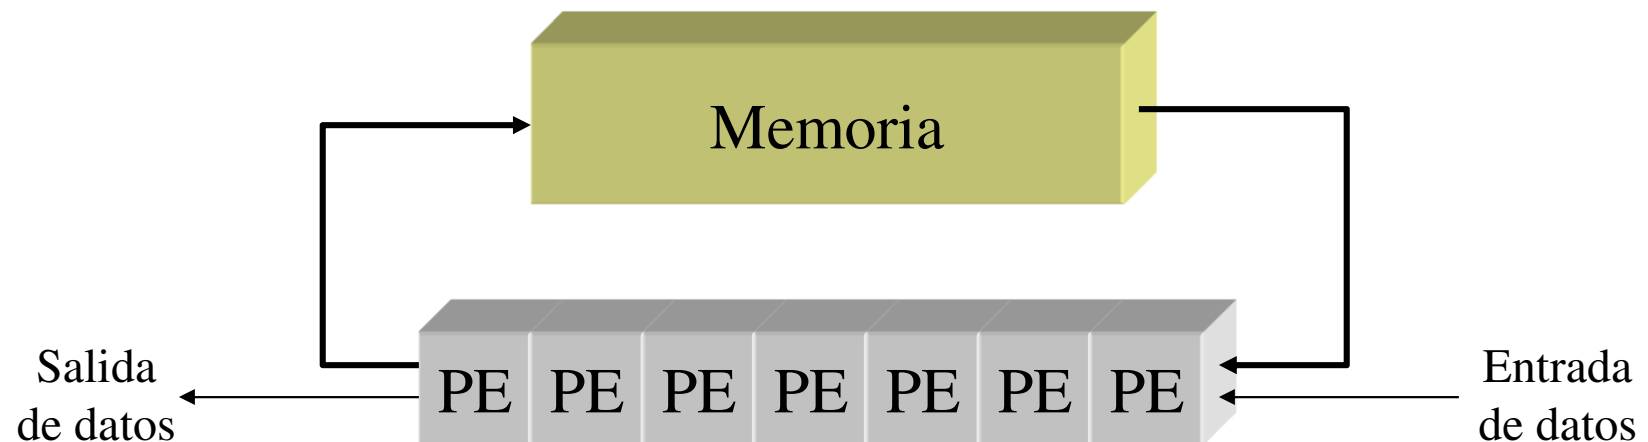 Memoria
Salida
de datos
PE PE PE PE PE PE PE
Entrada
de datos